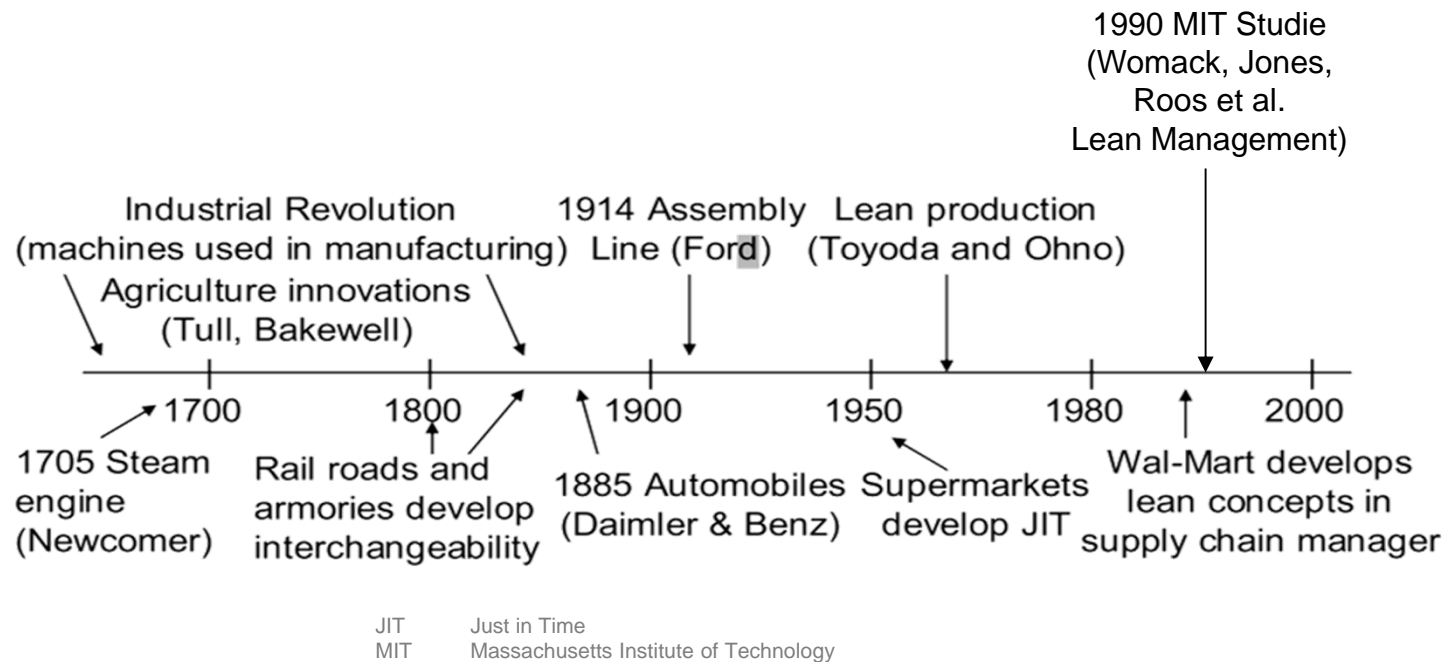 1990 MIT Studie
(Womack, Jones,
Roos et al.
Lean Management)
Industrial Revolution
(machines used in manufacturing)
Agriculture innovations
(Tull, Bakewell)
1914 Assembly
Line (Ford)
Lean production
(Toyoda and Ohno)
1700
1800
1900
1950
1980
2000
1705 Steam
engine
(Newcomer)
Rail roads and
armories develop
interchangeability
1885 Automobiles
(Daimler & Benz)
Supermarkets
develop JIT
Wal-Mart develops
lean concepts in
supply chain manager
JIT Just in Time
MIT Massachusetts Institute of Technology